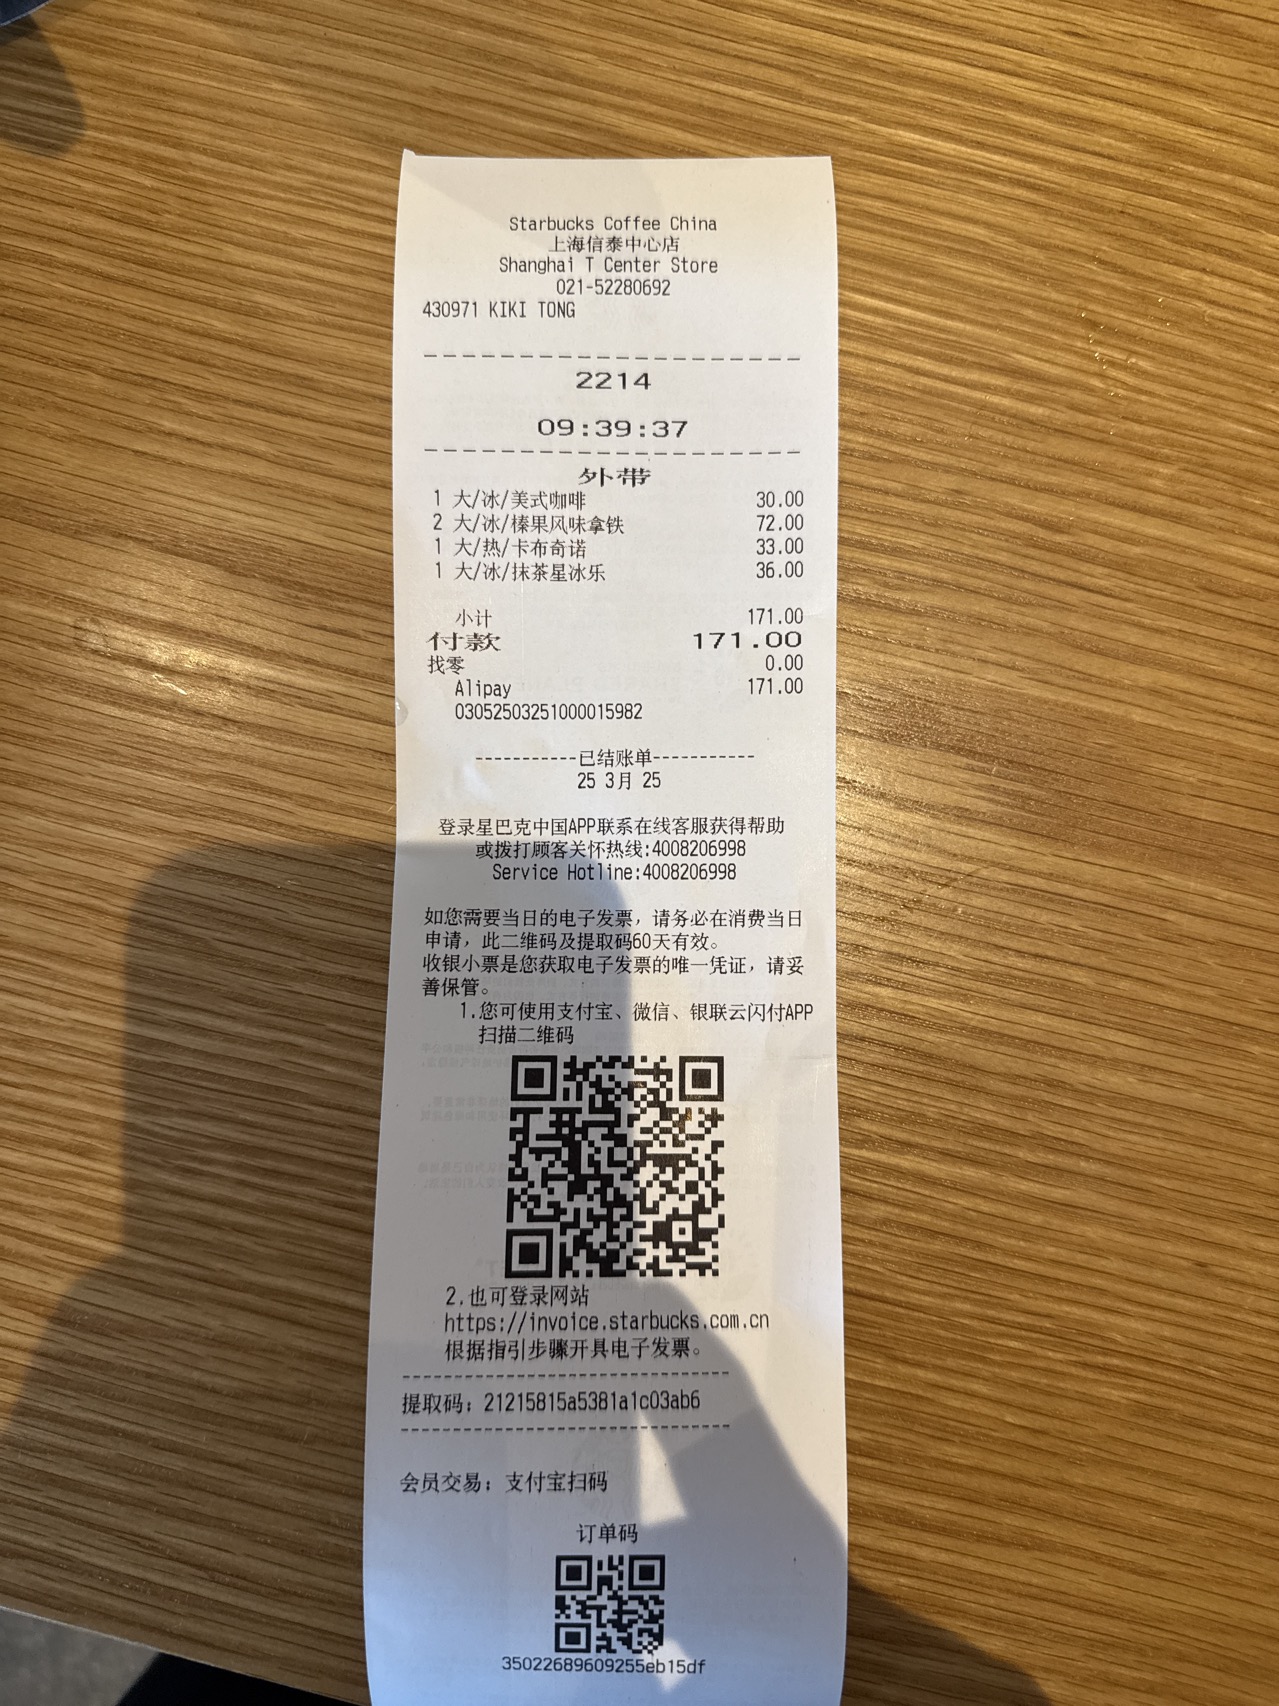 Starbucks Coffee China
上海信泰中心店
Shanghai T Center Store
021-52280692
430971 KIKI TONG
--------------------
2214
09:39:37
--------------------
外带
1 大/冰/美式咖啡 30.00
2 大/冰/榛果风味拿铁 72.00
1 大/热/卡布奇诺 33.00
1 大/冰/抹茶星冰乐 36.00
小计 171.00
付款 171.00
找零 0.00
Alipay 171.00
03052503251000015982
-----------已结账单-----------
25 3月 25
登录星巴克中国APP联系在线客服获得帮助
或拨打顾客关怀热线:4008206998
Service Hotline:4008206998
如您需要当日的电子发票，请务必在消费当日
申请，此二维码及提取码60天有效。
收银小票是您获取电子发票的唯一凭证，请妥
善保管。
1.您可使用支付宝、微信、银联云闪付APP
扫描二维码
2.也可登录网站
https://invoice.starbucks.com.cn
根据指引步骤开具电子发票。
-----------------------------------
提取码：21215815a5381a1c03ab6
-----------------------------------
会员交易：支付宝扫码
订单码
35022689609255eb15df